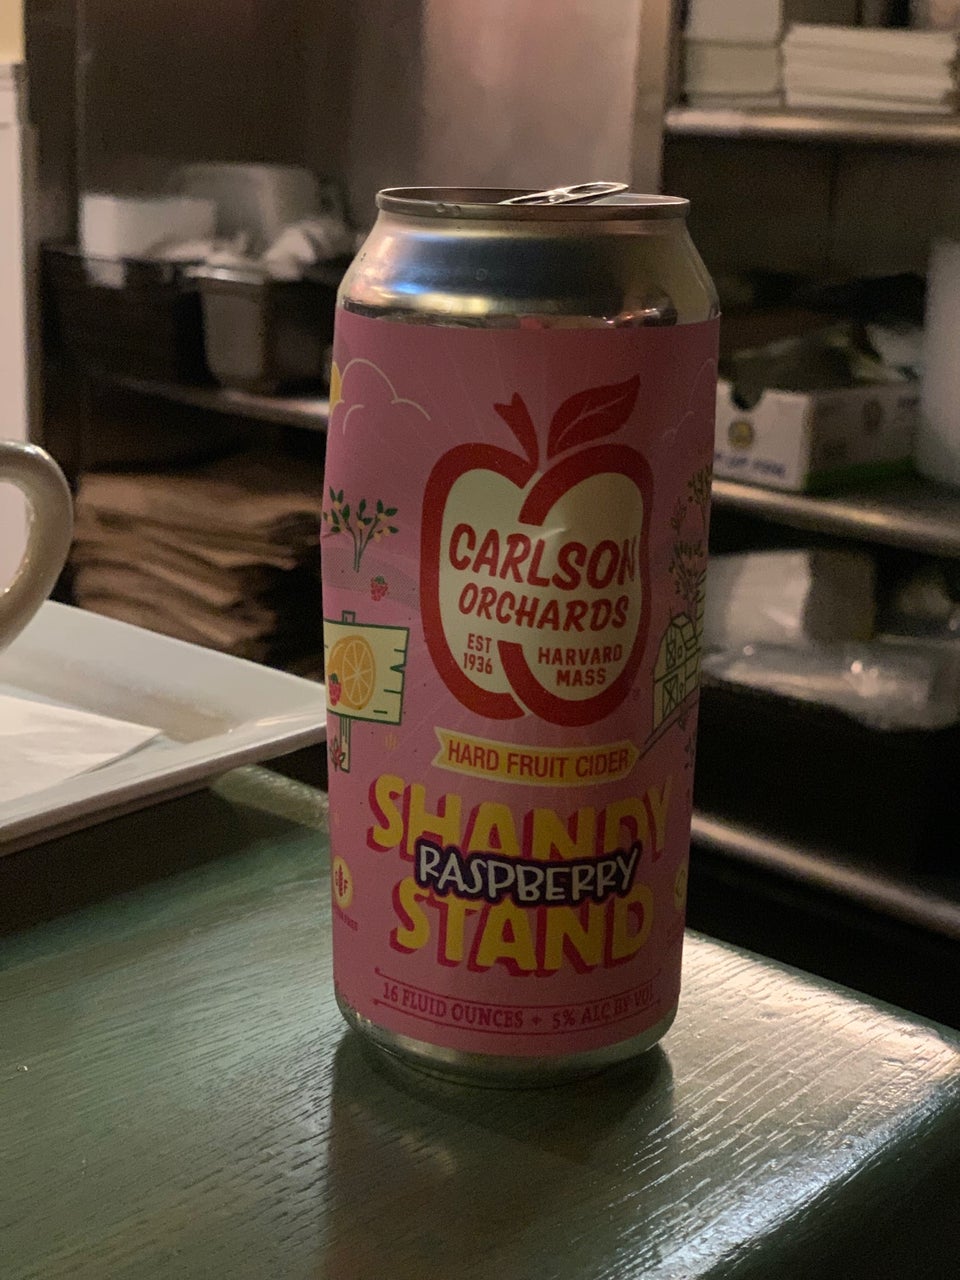 CARLSON
ORCHARDS
EST
1936
HARVARD
MASS
HARD FRUIT CIDER
SHANDY
RASPBERRY
STAND
16 FLUID OUNCES + 5% ALC BY VOL